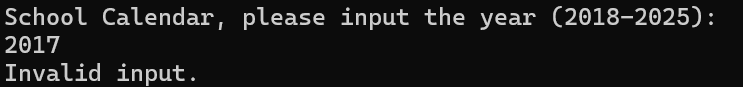 School Calendar, please input the year (2018-2025):
2017
Invalid input.